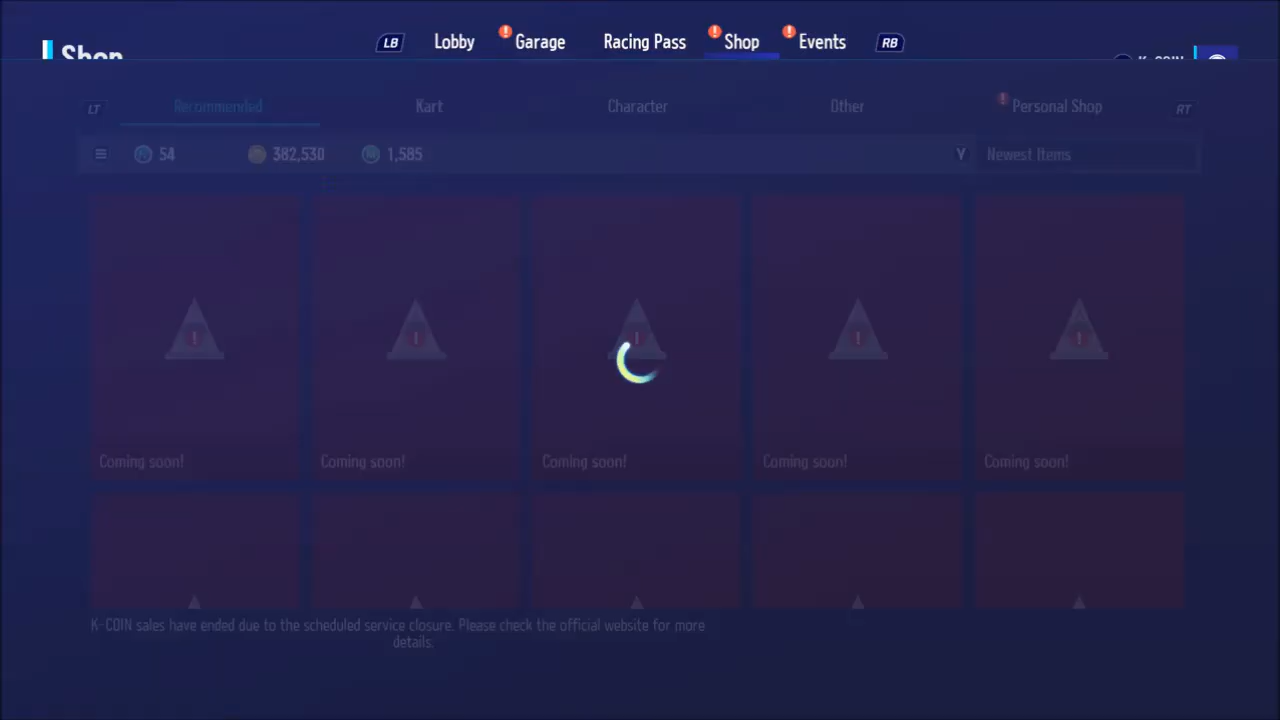 LB Lobby Garage Racing Pass Shop Events RB
Shop
K-COIN
LT Recommended Kart Character Other Personal Shop RT
54 382,530 1,585 Y Newest Items
Coming soon! Coming soon! Coming soon! Coming soon! Coming soon!
K-COIN sales have ended due to the scheduled service closure. Please check the official website for more
details.